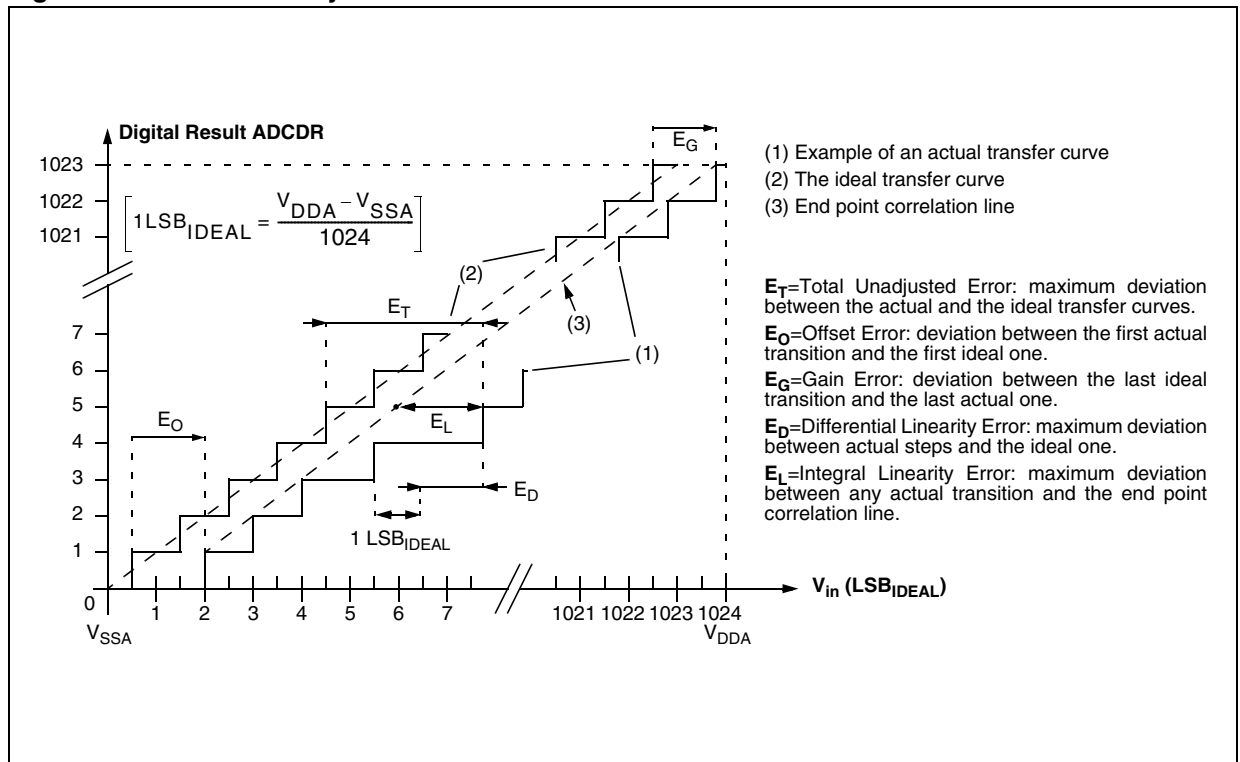 Digital Result ADCDR
1023
1022
1021
7
6
5
4
3
2
1
0
[1LSB_IDEAL = (V_DDA – V_SSA) / 1024]
E_G
(2)
(3)
(1)
E_T
E_O
E_L
E_D
1 LSB_IDEAL
1 2 3 4 5 6 7 1021 1022 1023 1024
V_SSA
V_DDA
V_in (LSB_IDEAL)
(1) Example of an actual transfer curve
(2) The ideal transfer curve
(3) End point correlation line
E_T=Total Unadjusted Error: maximum deviation
between the actual and the ideal transfer curves.
E_O=Offset Error: deviation between the first actual
transition and the first ideal one.
E_G=Gain Error: deviation between the last ideal
transition and the last actual one.
E_D=Differential Linearity Error: maximum deviation
between actual steps and the ideal one.
E_L=Integral Linearity Error: maximum deviation
between any actual transition and the end point
correlation line.